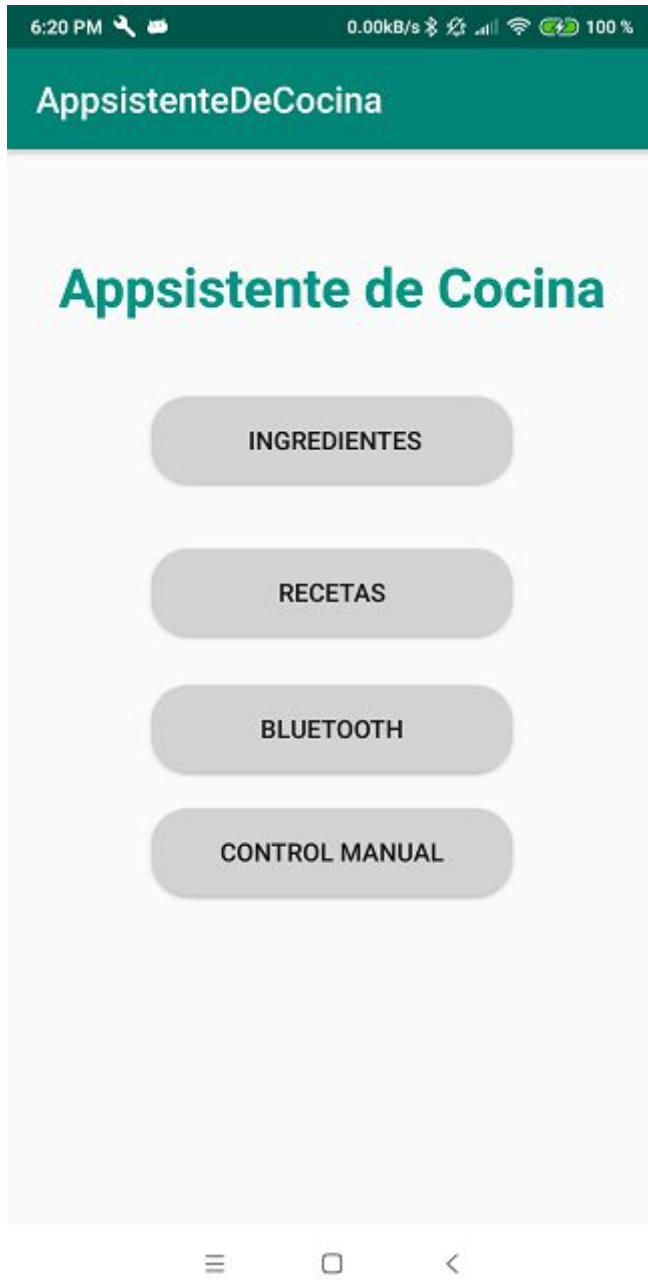 6:20 PM 0.00kB/s 100 %
AppsistenteDeCocina
Appsistente de Cocina
INGREDIENTES
RECETAS
BLUETOOTH
CONTROL MANUAL